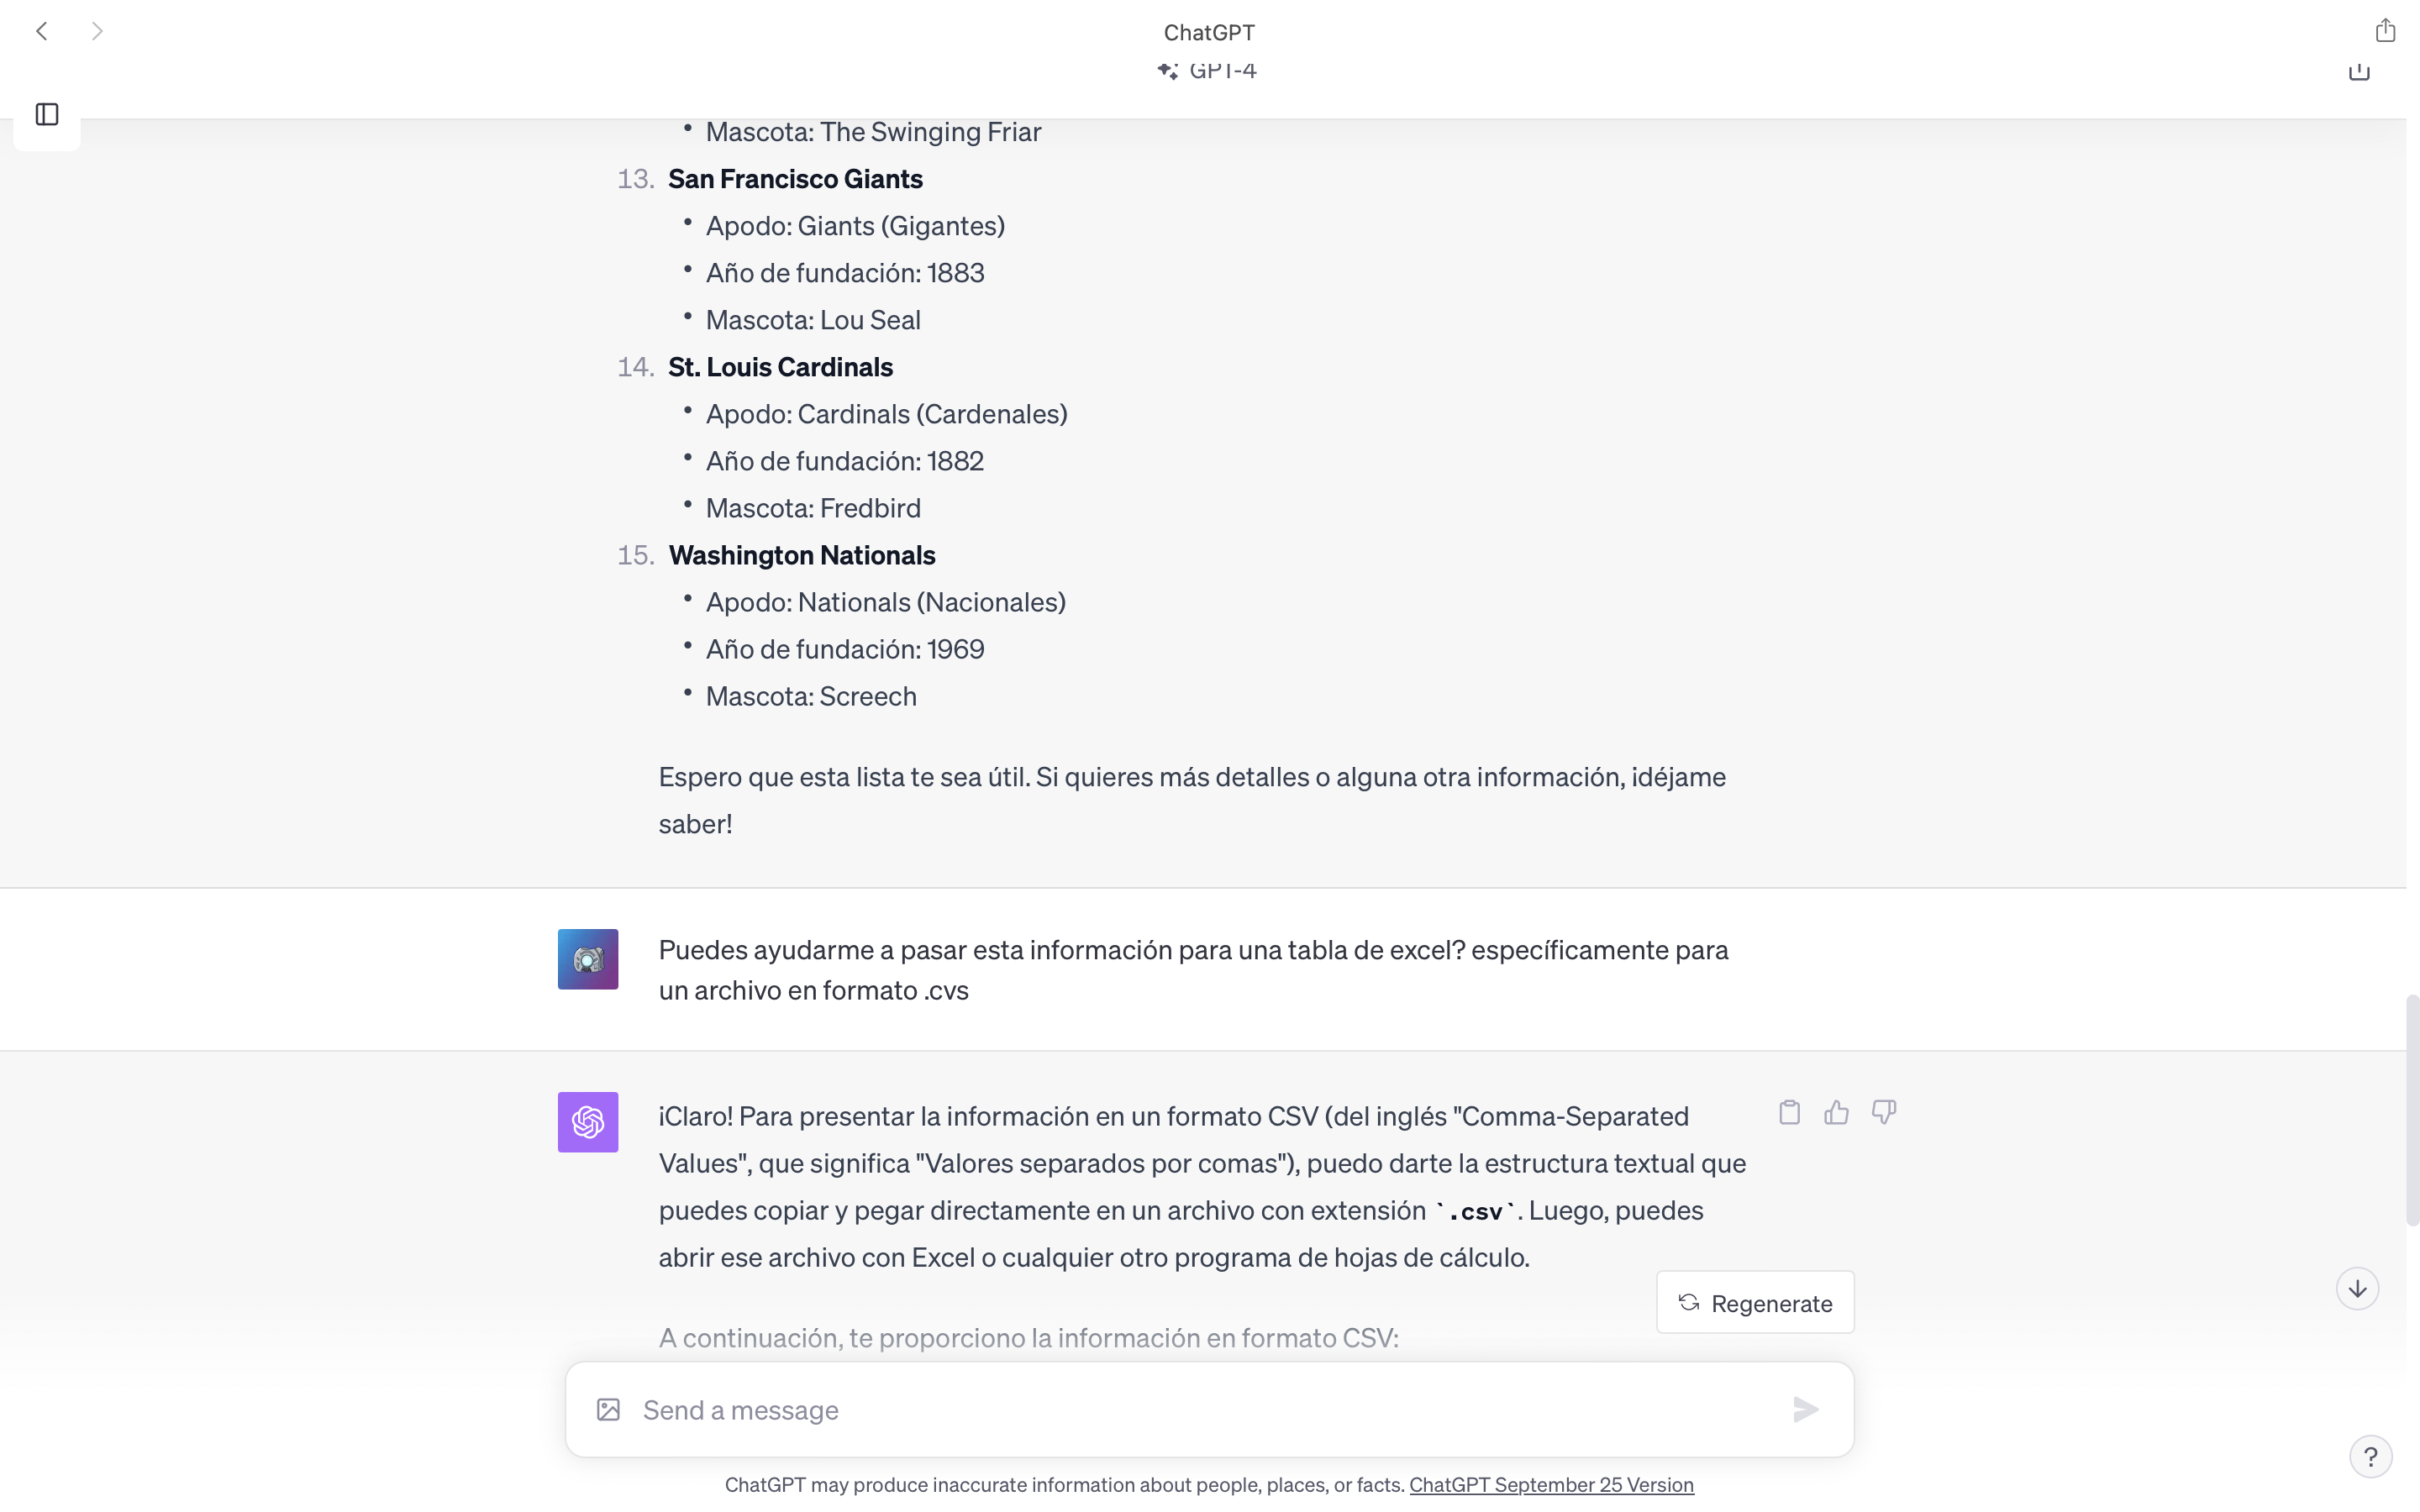 ChatGPT
GPT-4
• Mascota: The Swinging Friar
13. San Francisco Giants
• Apodo: Giants (Gigantes)
• Año de fundación: 1883
• Mascota: Lou Seal
14. St. Louis Cardinals
• Apodo: Cardinals (Cardenales)
• Año de fundación: 1882
• Mascota: Fredbird
15. Washington Nationals
• Apodo: Nationals (Nacionales)
• Año de fundación: 1969
• Mascota: Screech
Espero que esta lista te sea útil. Si quieres más detalles o alguna otra información, ¡déjame
saber!
Puedes ayudarme a pasar esta información para una tabla de excel? específicamente para
un archivo en formato .cvs
¡Claro! Para presentar la información en un formato CSV (del inglés "Comma-Separated
Values", que significa "Valores separados por comas"), puedo darte la estructura textual que
puedes copiar y pegar directamente en un archivo con extensión `.csv`. Luego, puedes
abrir ese archivo con Excel o cualquier otro programa de hojas de cálculo.
Regenerate
A continuación, te proporciono la información en formato CSV:
Send a message
?
ChatGPT may produce inaccurate information about people, places, or facts. ChatGPT September 25 Version